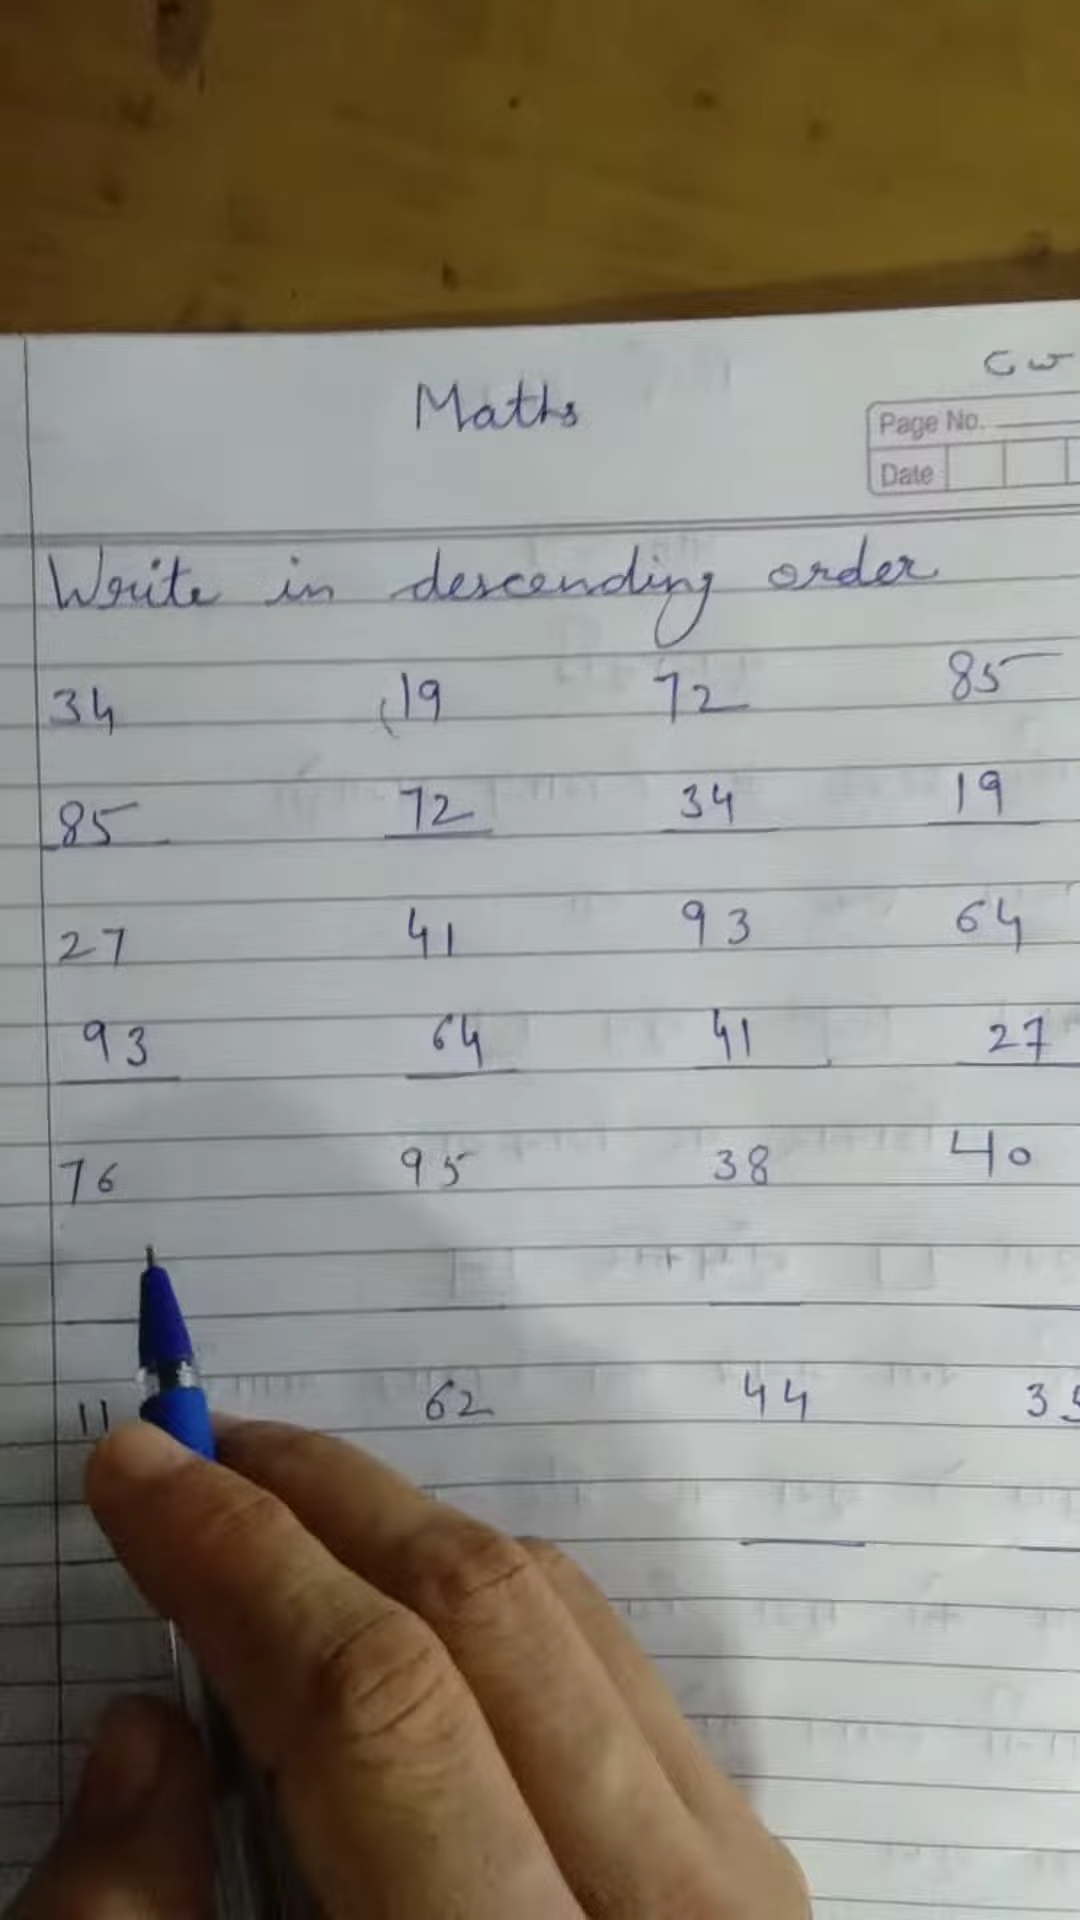 CW
Maths
Page No.
Date
Write in descending order
34 19 72 85
85 72 34 19
27 41 93 64
93 64 41 27
76 95 38 40
11 62 44